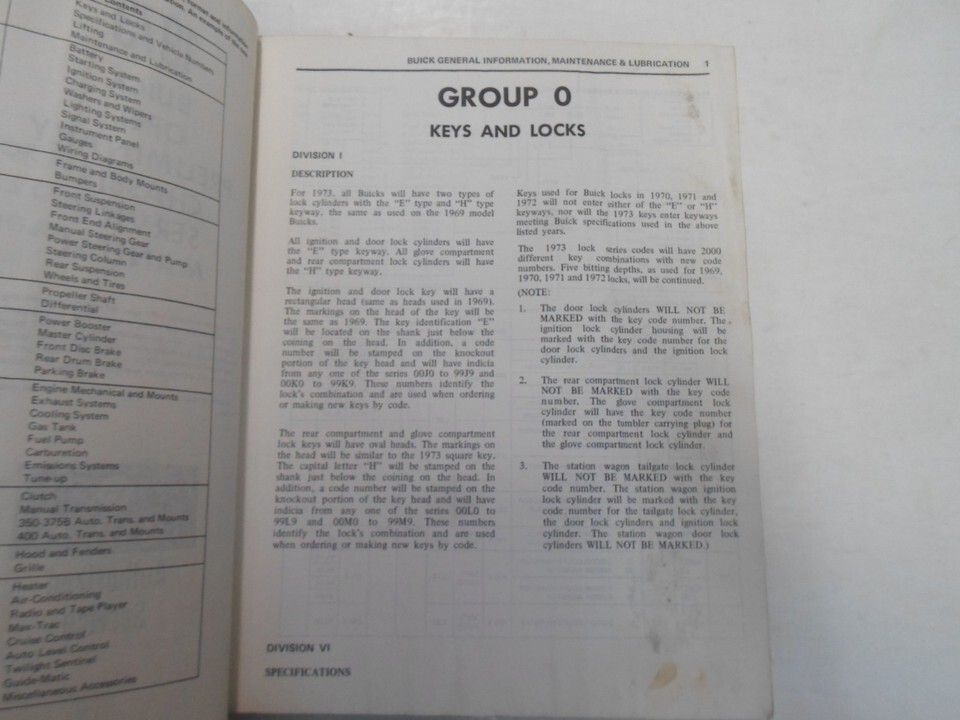 format and
An example of the
Contents
Keys and Locks
Specifications and Vehicle Numbers
Lifting
Maintenance and Lubrication
Battery
Starting System
Ignition System
Charging System
Washers and Wipers
Lighting Systems
Signal System
Instrument Panel
Gauges
Wiring Diagrams
Frame and Body Mounts
Bumpers
Front Suspension
Steering Linkages
Front End Alignment
Manual Steering Gear
Power Steering Gear and Pump
Steering Column
Rear Suspension
Wheels and Tires
Propeller Shaft
Differential
Power Booster
Master Cylinder
Front Disc Brake
Rear Drum Brake
Parking Brake
Engine Mechanical and Mounts
Exhaust Systems
Cooling System
Gas Tank
Fuel Pump
Carburetion
Emissions Systems
Tune-up
Clutch
Manual Transmission
350-375B Auto. Trans. and Mounts
400 Auto. Trans. and Mounts
Hood and Fenders
Grille
Heater
Air-Conditioning
Radio and Tape Player
Max-Trac
Cruise Control
Auto Level Control
Twilight Sentinel
Guide-Matic
Miscellaneous Accessories
BUICK GENERAL INFORMATION, MAINTENANCE & LUBRICATION 1
GROUP 0
KEYS AND LOCKS
DIVISION I
DESCRIPTION
For 1973, all Buicks will have two types of
lock cylinders with the "E" type and "H" type
keyway, the same as used on the 1969 model
Buicks.
All ignition and door lock cylinders will have
the "E" type keyway. All glove compartment
and rear compartment lock cylinders will have
the "H" type keyway.
The ignition and door lock key will have a
rectangular head (same as heads used in 1969).
The markings on the head of the key will be
the same as 1969. The key identification "E"
will be located on the shank just below the
coining on the head. In addition, a code
number will be stamped on the knockout
portion of the key head and will have indicia
from any one of the series 00J0 to 99J9 and
00K0 to 99K9. These numbers identify the
lock's combination and are used when ordering
or making new keys by code.
The rear compartment and glove compartment
lock keys will have oval heads. The markings on
the head will be similar to the 1973 square key.
The capital letter "H" will be stamped on the
shank just below the coining on the head. In
addition, a code number will be stamped on the
knockout portion of the key head and will have
indicia from any one of the series 00L0 to
99L9 and 00M0 to 99M9. These numbers
identify the lock's combination and are used
when ordering or making new keys by code.
DIVISION VI
SPECIFICATIONS
Keys used for Buick locks in 1970, 1971 and
1972 will not enter either of the "E" or "H"
keyways, nor will the 1973 keys enter keyways
meeting Buick specifications used in the above
listed years.
The 1973 lock series codes will have 2000
different key combinations with new code
numbers. Five bitting depths, as used for 1969,
1970, 1971 and 1972 locks, will be continued.
(NOTE:
1. The door lock cylinders WILL NOT BE
MARKED with the key code number. The
ignition lock cylinder housing will be
marked with the key code number for the
door lock cylinders and the ignition lock
cylinder.
2. The rear compartment lock cylinder WILL
NOT BE MARKED with the key code
number. The glove compartment lock
cylinder will have the key code number
(marked on the tumbler carrying plug) for
the rear compartment lock cylinder and
the glove compartment lock cylinder.
3. The station wagon tailgate lock cylinder
WILL NOT BE MARKED with the key
code number. The station wagon ignition
lock cylinder will be marked with the key
code number for the tailgate lock cylinder,
the door lock cylinders and ignition lock
cylinder. The station wagon door lock
cylinders WILL NOT BE MARKED.)